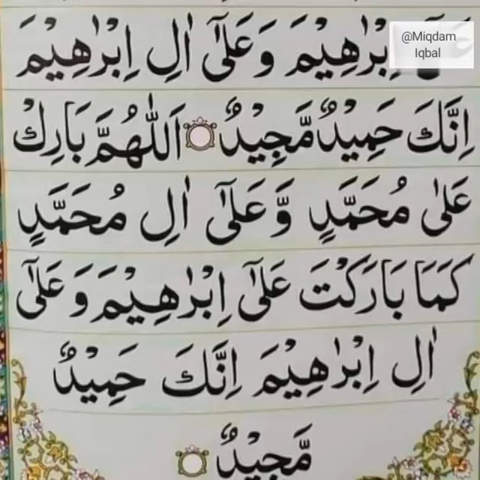 @Miqdam
Iqbal
اِبْرٰهِيْمَ وَعَلٰٓى اٰلِ اِبْرٰهِيْمَ
اِنَّكَ حَمِيْدٌ مَّجِيْدٌ اَللّٰهُمَّ بَارِكْ
عَلٰى مُحَمَّدٍ وَّعَلٰٓى اٰلِ مُحَمَّدٍ
كَمَا بَارَكْتَ عَلٰٓى اِبْرٰهِيْمَ وَعَلٰٓى
اٰلِ اِبْرٰهِيْمَ اِنَّكَ حَمِيْدٌ
مَّجِيْدٌ